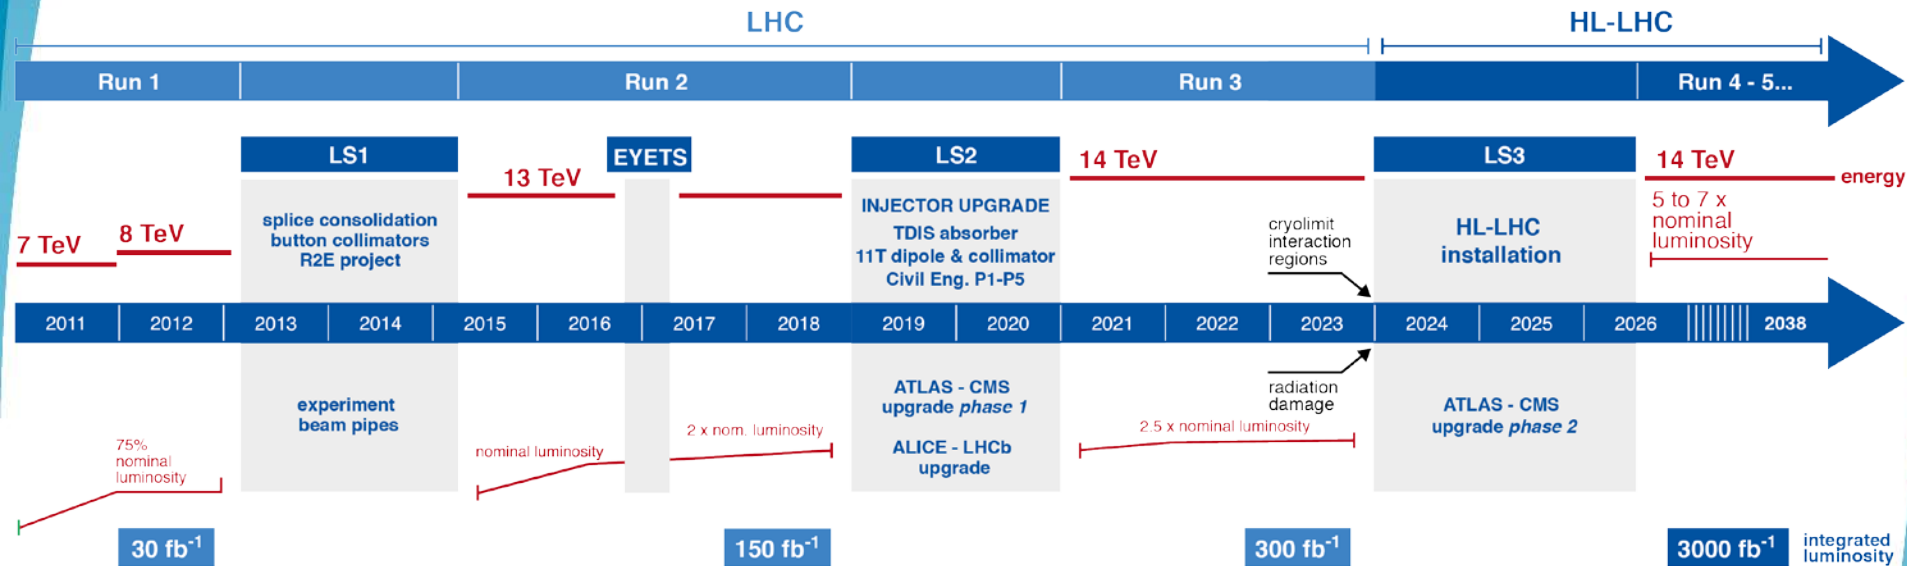 LHC
HL-LHC
Run 1
Run 2
Run 3
Run 4 - 5...
LS1
EYETS
LS2
LS3
7 TeV
8 TeV
13 TeV
14 TeV
14 TeV
energy
splice consolidation
button collimators
R2E project
INJECTOR UPGRADE
TDIS absorber
11T dipole & collimator
Civil Eng. P1-P5
cryolimit
interaction
regions
HL-LHC
installation
5 to 7 x
nominal
luminosity
2011
2012
2013
2014
2015
2016
2017
2018
2019
2020
2021
2022
2023
2024
2025
2026
2038
75%
nominal
luminosity
experiment
beam pipes
nominal luminosity
2 x nom. luminosity
ATLAS - CMS
upgrade phase 1
ALICE - LHCb
upgrade
2.5 x nominal luminosity
radiation
damage
ATLAS - CMS
upgrade phase 2
30 fb⁻¹
150 fb⁻¹
300 fb⁻¹
3000 fb⁻¹
integrated
luminosity